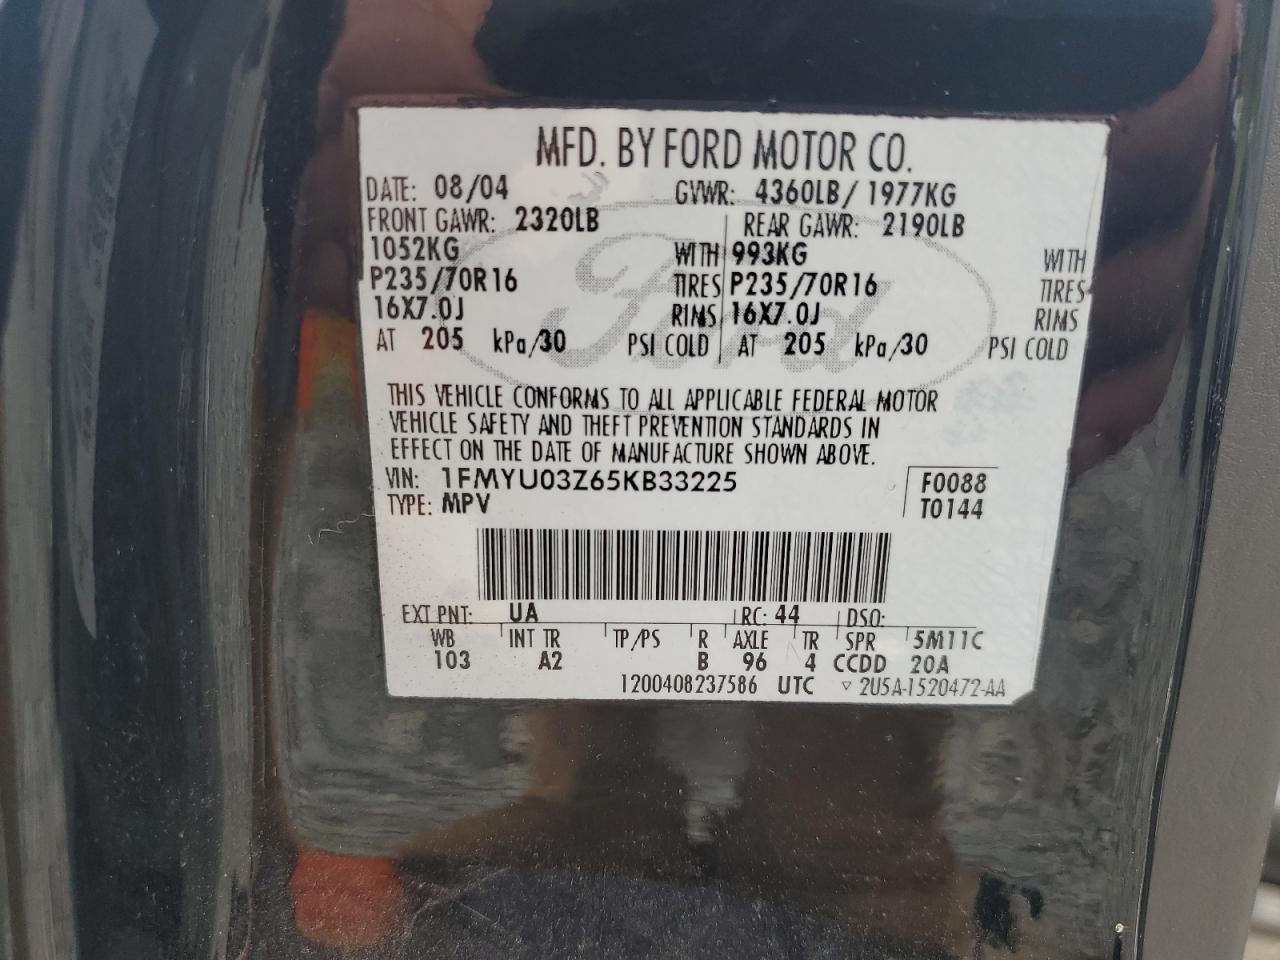 MFD. BY FORD MOTOR CO.
DATE: 08/04 GVWR: 4360LB/ 1977KG
FRONT GAWR: 2320LB REAR GAWR: 2190LB
1052KG WITH 993KG WITH
P235/70R16 TIRES P235/70R16 TIRES
16X7.0J RIMS 16X7.0J RIMS
AT 205 kPa/30 PSI COLD AT 205 kPa/30 PSI COLD
Ford
THIS VEHICLE CONFORMS TO ALL APPLICABLE FEDERAL MOTOR
VEHICLE SAFETY AND THEFT PREVENTION STANDARDS IN
EFFECT ON THE DATE OF MANUFACTURE SHOWN ABOVE.
VIN: 1FMYU03Z65KB33225 F0088
TYPE: MPV T0144
EXT PNT: UA RC: 44 DSO:
WB INT TR TP/PS R AXLE TR SPR 5M11C
103 A2 B 96 4 CCDD 20A
1200408237586 UTC ▽ 2U5A-1520472-AA